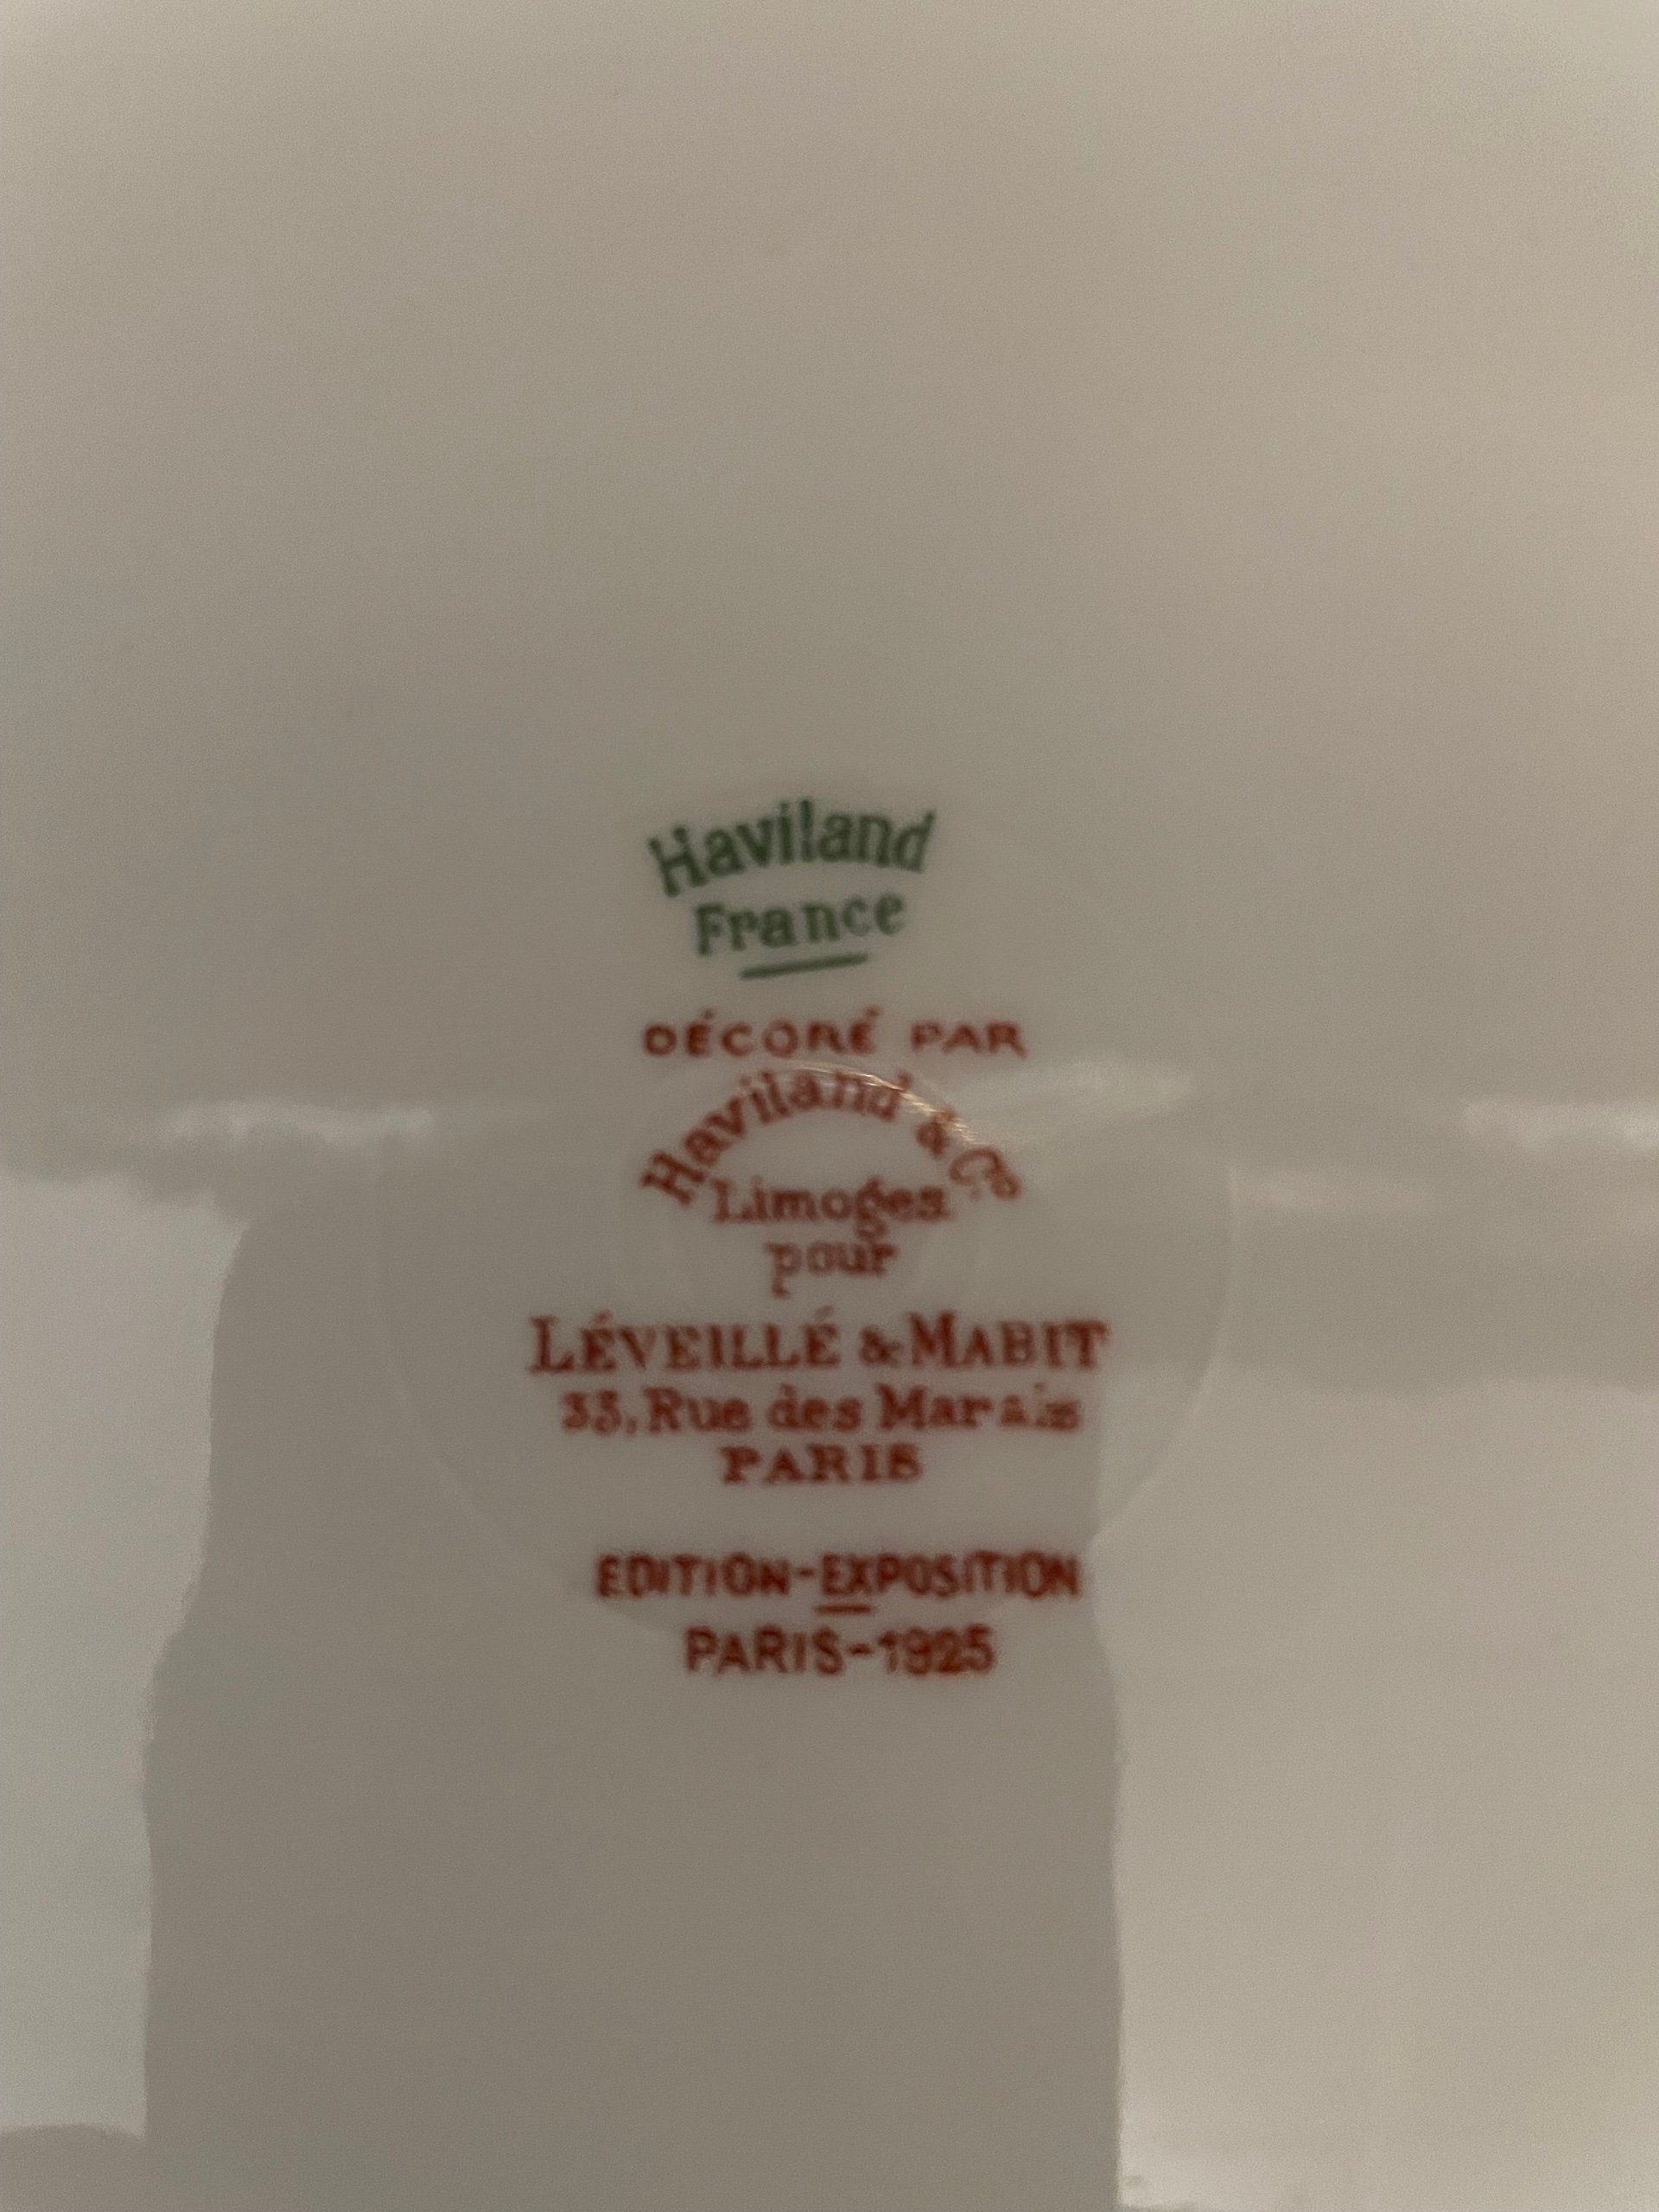 Haviland
France
DÉCORÉ PAR
Haviland & Co
Limoges
pour
LÉVEILLÉ & MABIT
33, Rue des Marais
PARIS
EDITION-EXPOSITION
PARIS-1925